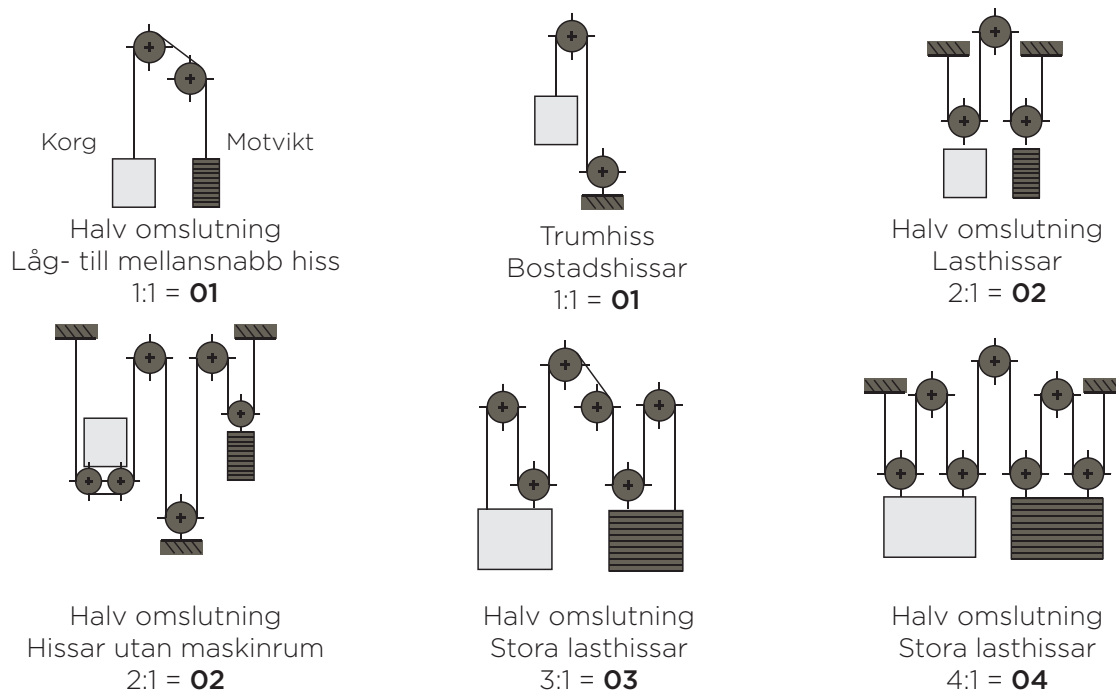 Korg
Motvikt
Halv omslutning
Låg- till mellansnabb hiss
1:1 = 01
Trumhiss
Bostadshissar
1:1 = 01
Halv omslutning
Lasthissar
2:1 = 02
Halv omslutning
Hissar utan maskinrum
2:1 = 02
Halv omslutning
Stora lasthissar
3:1 = 03
Halv omslutning
Stora lasthissar
4:1 = 04